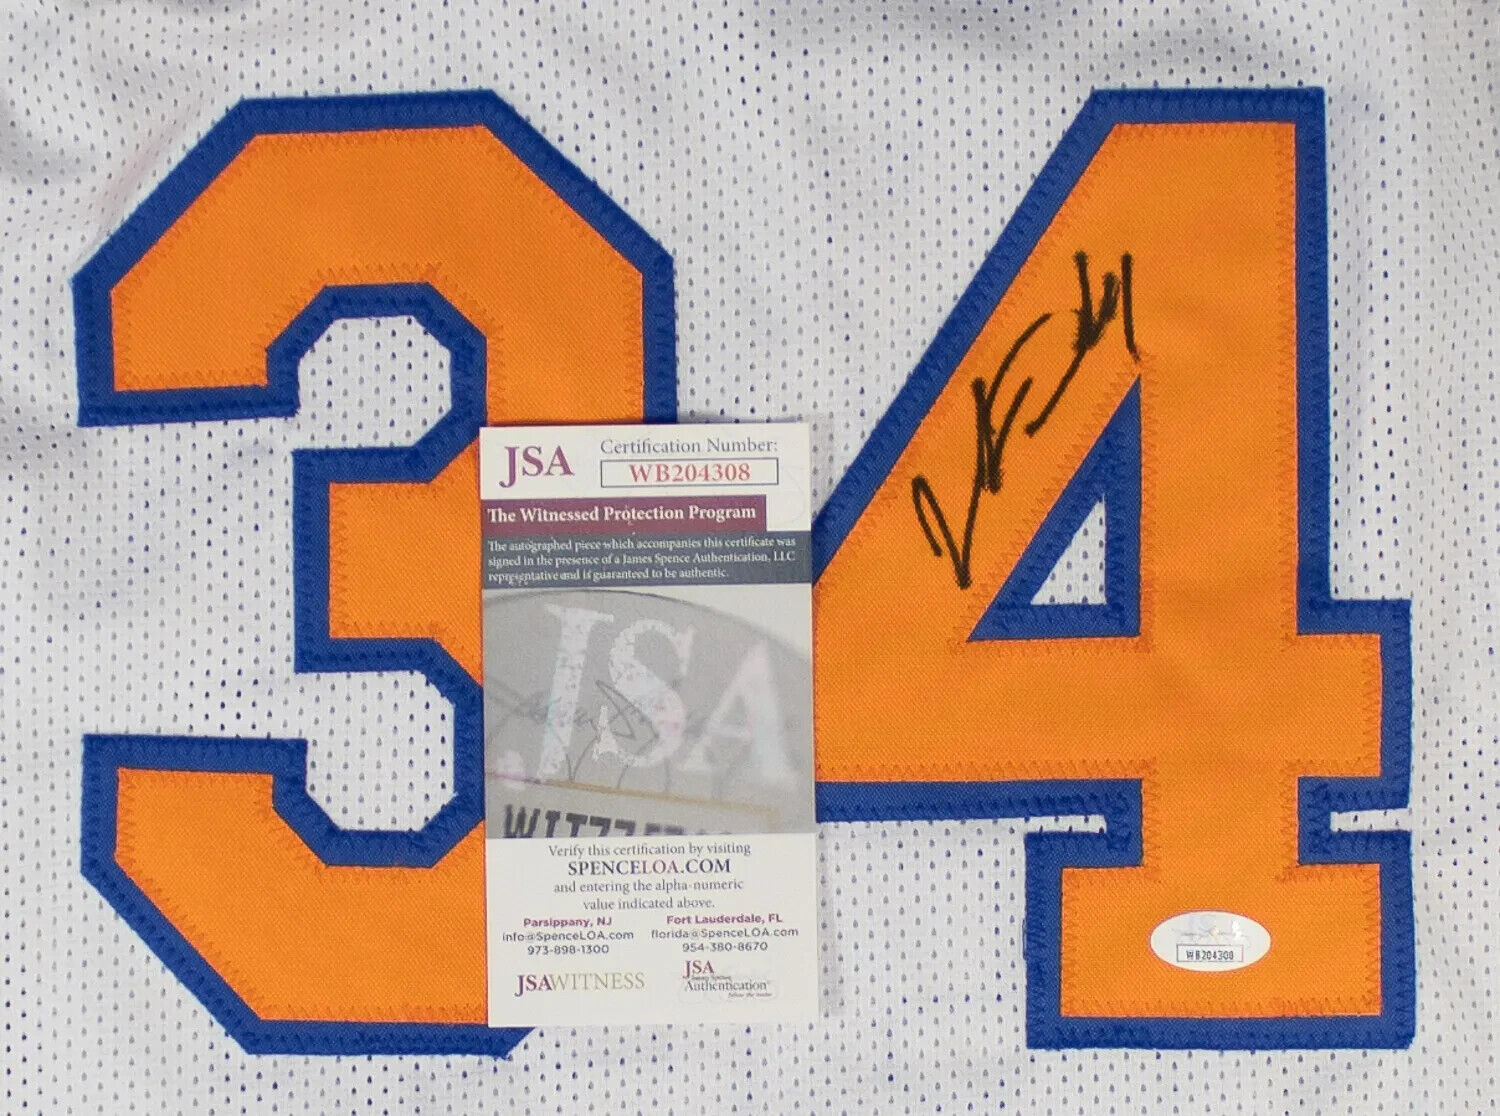 34
JSA
Certification Number:
WB204308
The Witnessed Protection Program
The autographed piece which accompanies this certificate was
signed in the presence of a James Spence Authentication, LLC
representative and is guaranteed to be authentic.
JSA
Verify this certification by visiting
SPENCELOA.COM
and entering the alpha-numeric
value indicated above.
Parsippany, NJ
info@SpenceLOA.com
973-898-1300
Fort Lauderdale, FL
florida@SpenceLOA.com
954-380-8670
JSAWITNESS
JSA
Authentication
WB204308